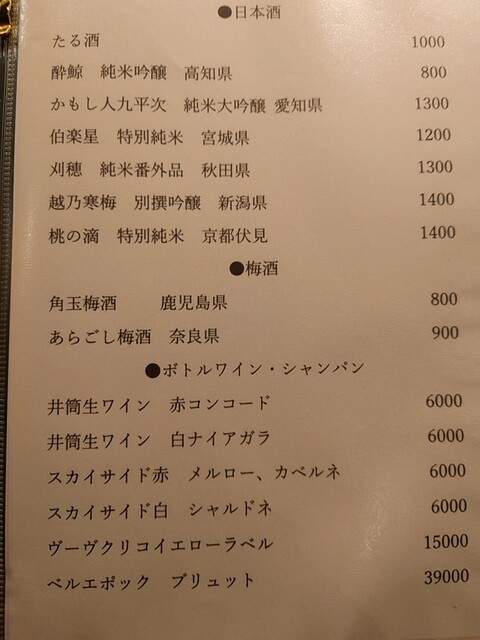 ●日本酒
たる酒 1000
酔鯨 純米吟醸 高知県 800
かもし人九平次 純米大吟醸 愛知県 1300
伯楽星 特別純米 宮城県 1200
刈穂 純米番外品 秋田県 1300
越乃寒梅 別撰吟醸 新潟県 1400
桃の滴 特別純米 京都伏見 1400
●梅酒
角玉梅酒 鹿児島県 800
あらごし梅酒 奈良県 900
●ボトルワイン・シャンパン
井筒生ワイン 赤コンコード 6000
井筒生ワイン 白ナイアガラ 6000
スカイサイド赤 メルロー、カベルネ 6000
スカイサイド白 シャルドネ 6000
ヴーヴクリコイエローラベル 15000
ベルエポック ブリュット 39000